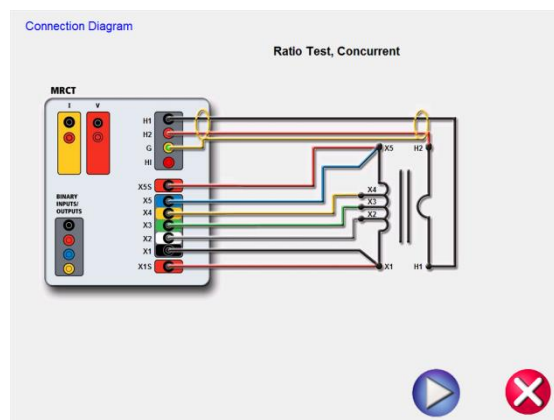 Connection Diagram
Ratio Test, Concurrent
MRCT
I V
H1
H2
G
HI
X5S
X5
X4
X3
X2
X1
X1S
BINARY
INPUTS/
OUTPUTS
X5 H2
X4
X3
X2
X1 H1